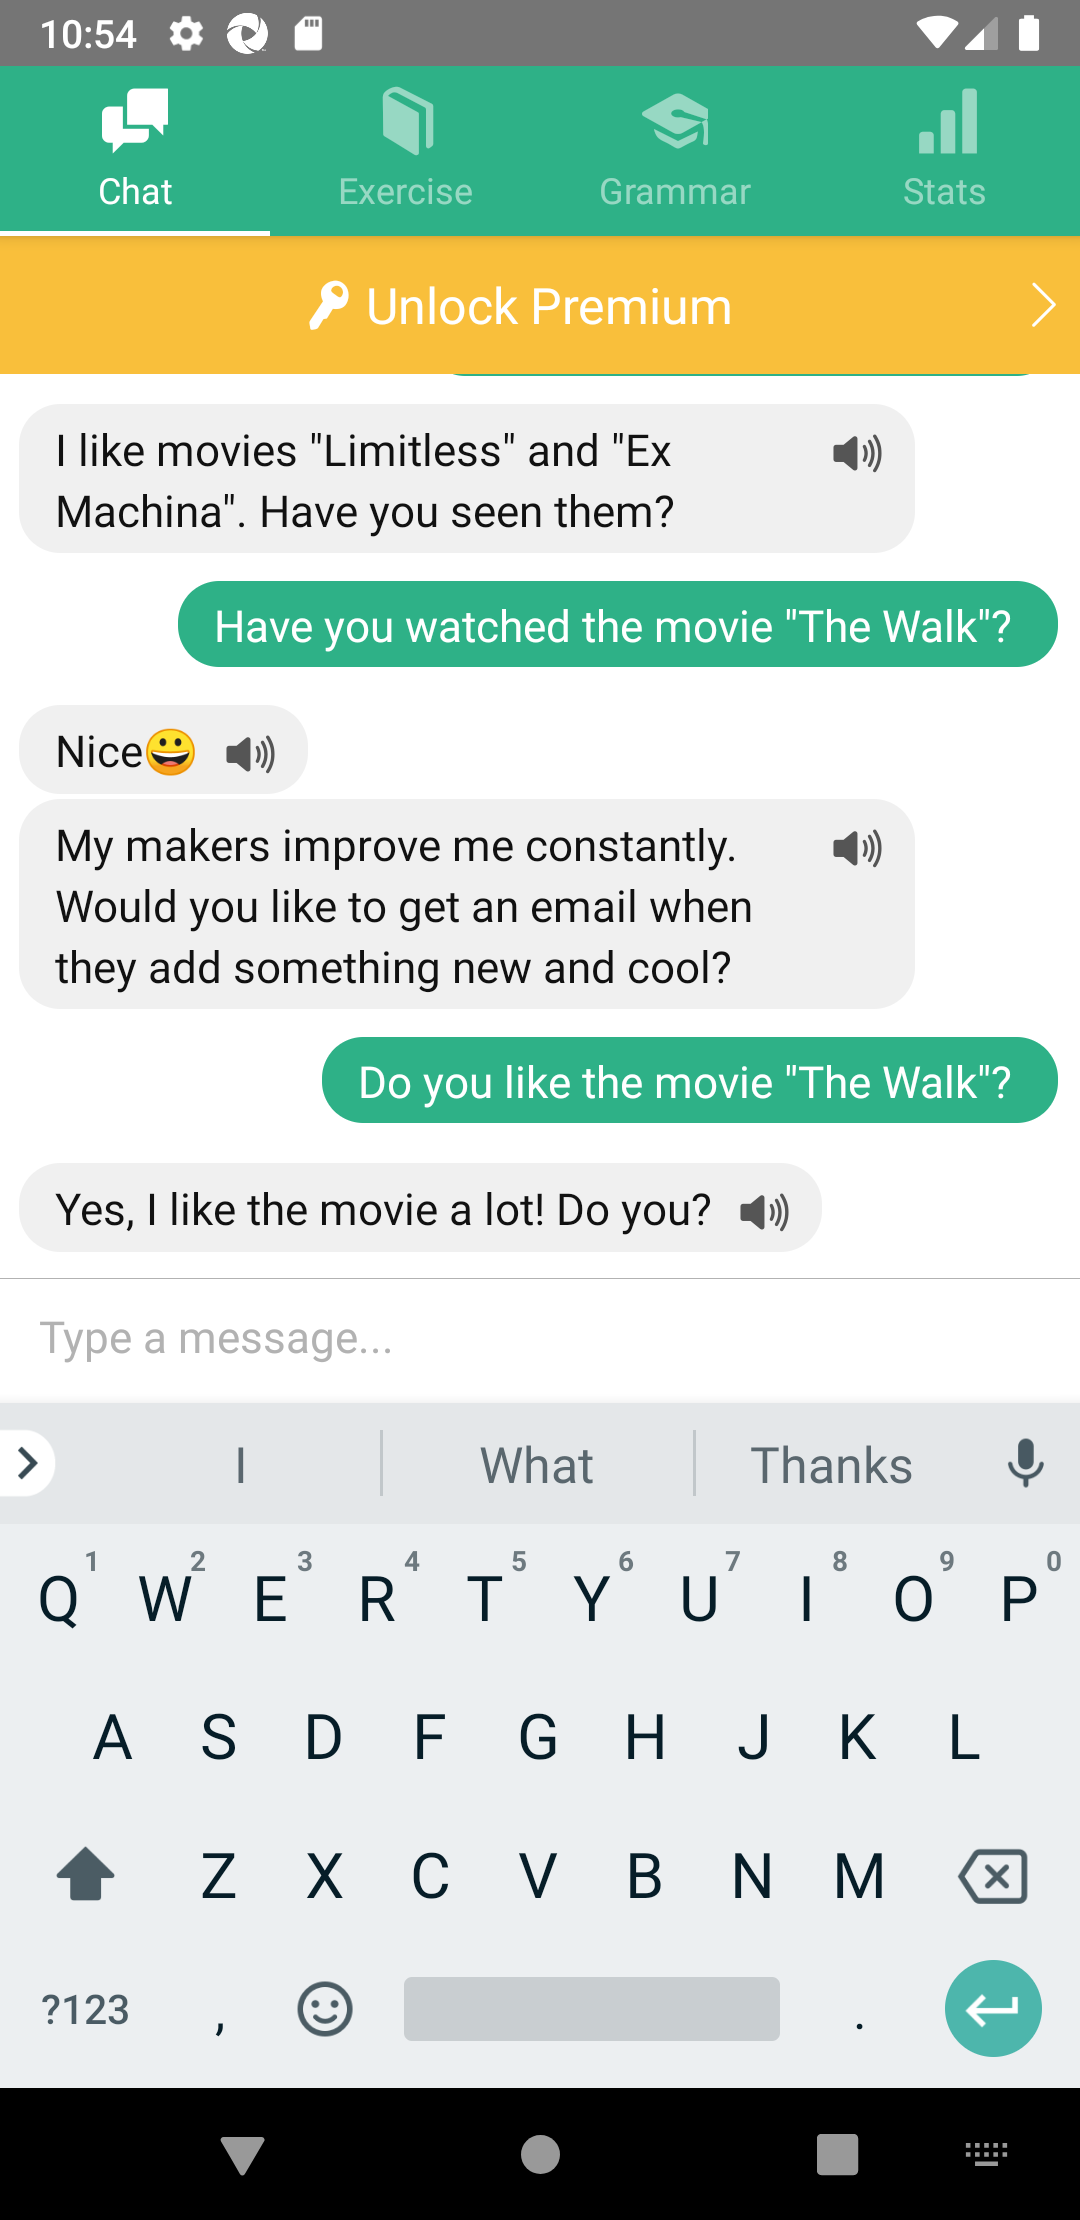 10:54
Chat
Exercise
Grammar
Stats
Unlock Premium
I like movies "Limitless" and "Ex
Machina". Have you seen them?
Have you watched the movie "The Walk"?
Nice😀
My makers improve me constantly.
Would you like to get an email when
they add something new and cool?
Do you like the movie "The Walk"?
Yes, I like the movie a lot! Do you?
Type a message...
I What Thanks
1 2 3 4 5 6 7 8 9 0
Q W E R T Y U I O P
A S D F G H J K L
Z X C V B N M
?123 , .